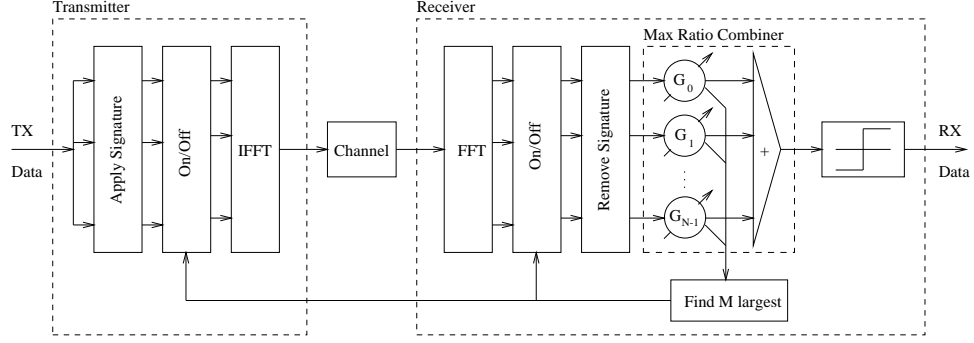 Transmitter
Receiver
Max Ratio Combiner
TX
Data
Apply Signature
On/Off
IFFT
Channel
FFT
On/Off
Remove Signature
G0
G1
GN-1
+
RX
Data
Find M largest